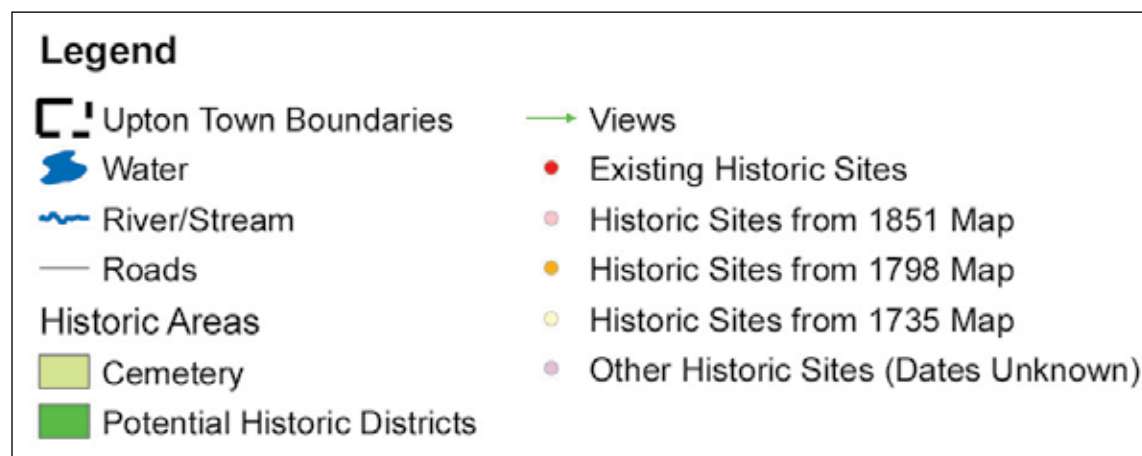 Legend
Upton Town Boundaries
Water
River/Stream
Roads
Historic Areas
Cemetery
Potential Historic Districts
Views
Existing Historic Sites
Historic Sites from 1851 Map
Historic Sites from 1798 Map
Historic Sites from 1735 Map
Other Historic Sites (Dates Unknown)